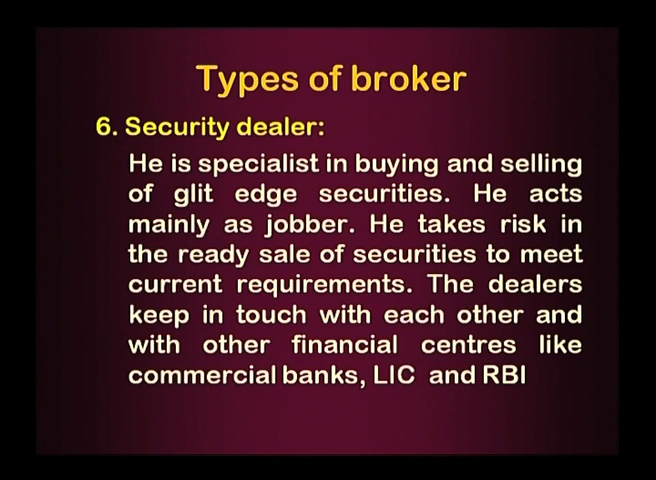 Types of broker
6. Security dealer:
He is specialist in buying and selling
of glit edge securities. He acts
mainly as jobber. He takes risk in
the ready sale of securities to meet
current requirements. The dealers
keep in touch with each other and
with other financial centres like
commercial banks, LIC and RBI